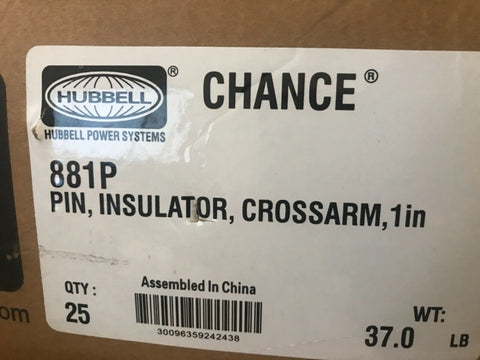 HUBBELL®
HUBBELL POWER SYSTEMS
CHANCE®
881P
PIN, INSULATOR, CROSSARM,1in
QTY :
25
Assembled In China
30096359242438
WT:
37.0 LB
om